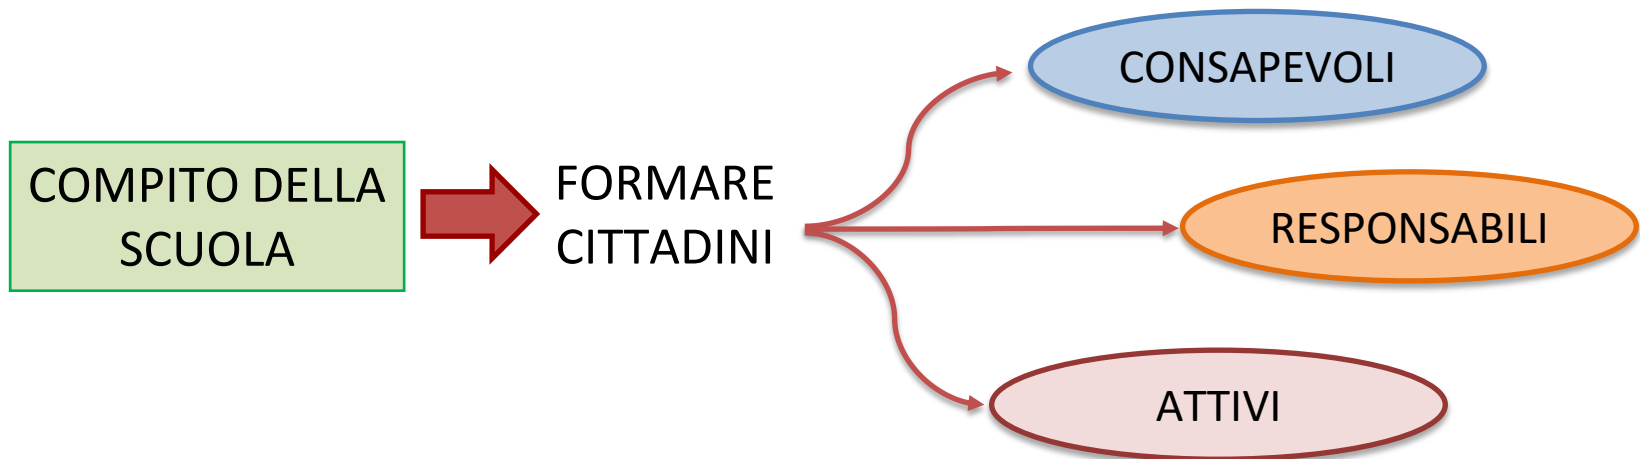 COMPITO DELLA
SCUOLA
FORMARE
CITTADINI
CONSAPEVOLI
RESPONSABILI
ATTIVI